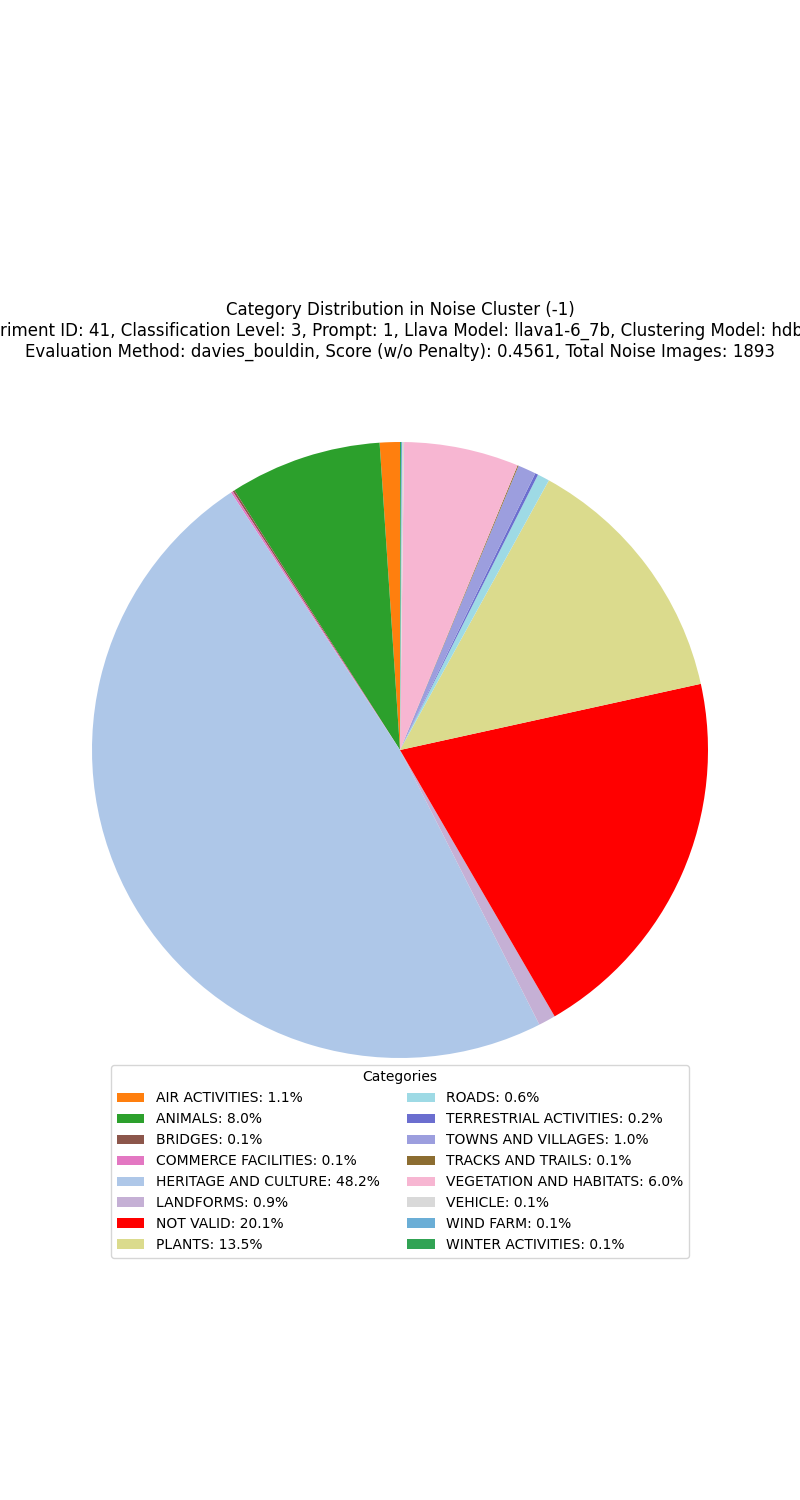 Category Distribution in Noise Cluster (-1)
ID: 41, Classification Level: 3, Prompt: 1, Llava Model: llava1-6_7b, Clustering Model:
Evaluation Method: davies_bouldin, Score (w/o Penalty): 0.4561, Total Noise Images: 1893
Categories
AIR ACTIVITIES: 1.1%
ANIMALS: 8.0%
BRIDGES: 0.1%
COMMERCE FACILITIES: 0.1%
HERITAGE AND CULTURE: 48.2%
LANDFORMS: 0.9%
NOT VALID: 20.1%
PLANTS: 13.5%
ROADS: 0.6%
TERRESTRIAL ACTIVITIES: 0.2%
TOWNS AND VILLAGES: 1.0%
TRACKS AND TRAILS: 0.1%
VEGETATION AND HABITATS: 6.0%
VEHICLE: 0.1%
WIND FARM: 0.1%
WINTER ACTIVITIES: 0.1%